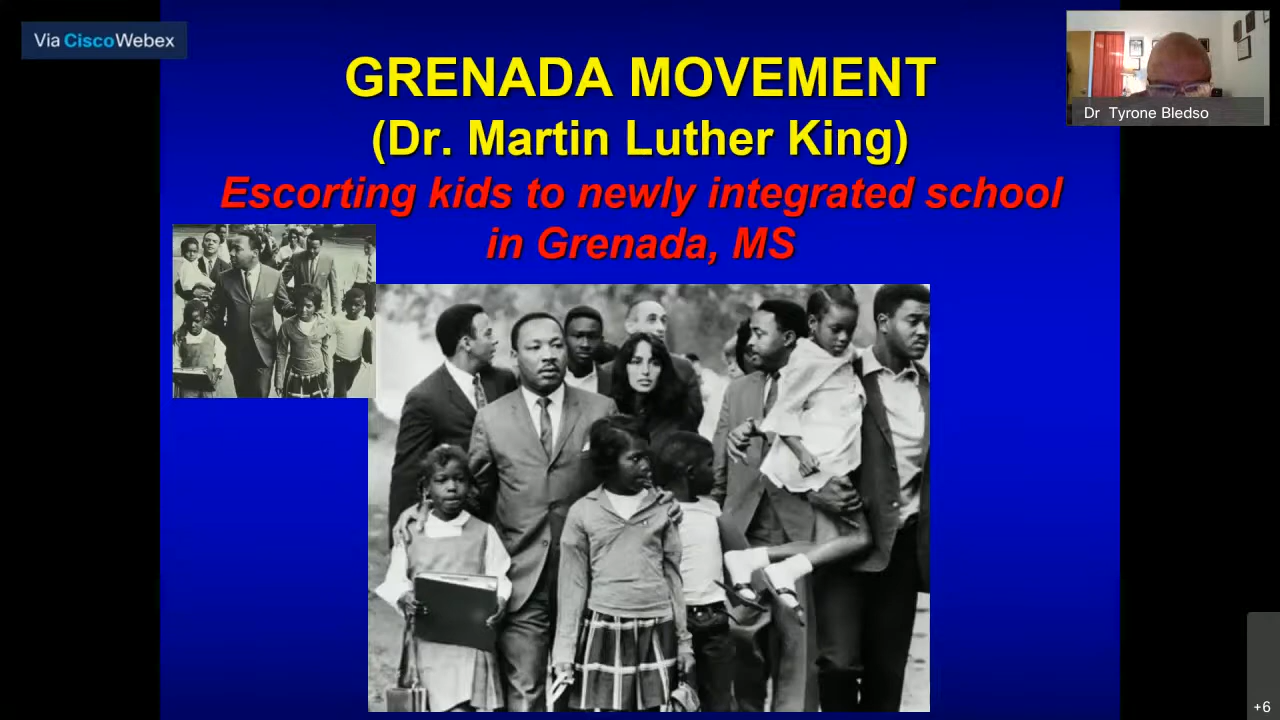 Via CiscoWebex
GRENADA MOVEMENT
(Dr. Martin Luther King)
Escorting kids to newly integrated school
in Grenada, MS
Dr Tyrone Bledso
+6